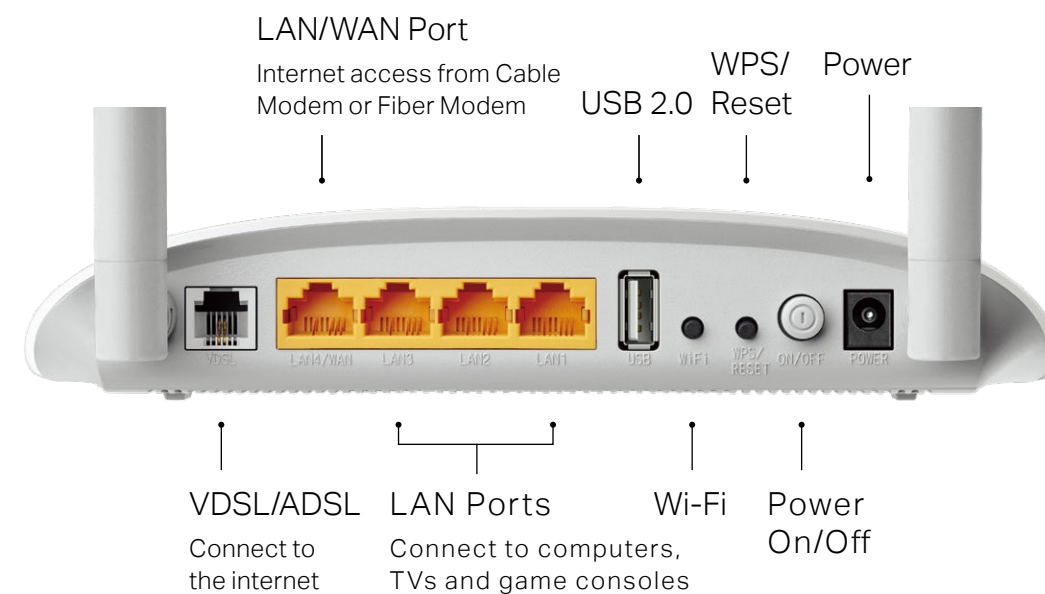 LAN/WAN Port
Internet access from Cable
Modem or Fiber Modem
USB 2.0
WPS/
Reset
Power
VDSL
LAN4/WAN
LAN3
LAN2
LAN1
USB
WiFi
WPS/
RESET
ON/OFF
POWER
VDSL/ADSL
Connect to
the internet
LAN Ports
Connect to computers,
TVs and game consoles
Wi-Fi
Power
On/Off